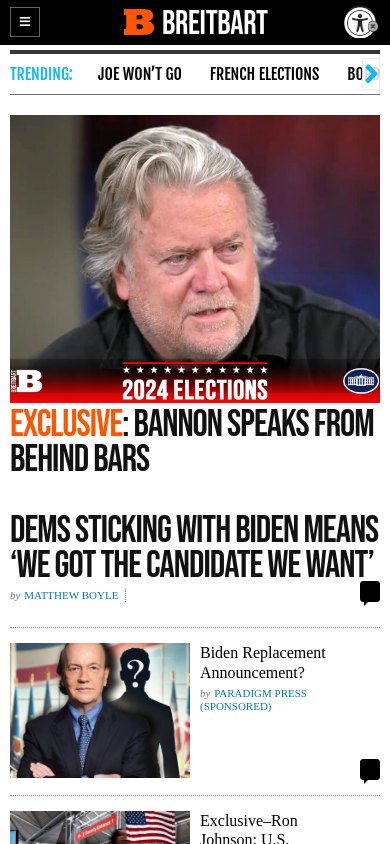 BREITBART
TRENDING:
JOE WON'T GO
FRENCH ELECTIONS
BO
BREITBART B
2024 ELECTIONS
EXCLUSIVE: BANNON SPEAKS FROM
BEHIND BARS
DEMS STICKING WITH BIDEN MEANS
‘WE GOT THE CANDIDATE WE WANT’
by MATTHEW BOYLE
?
Biden Replacement
Announcement?
by PARADIGM PRESS
(SPONSORED)
Exclusive–Ron
Johnson: U.S.